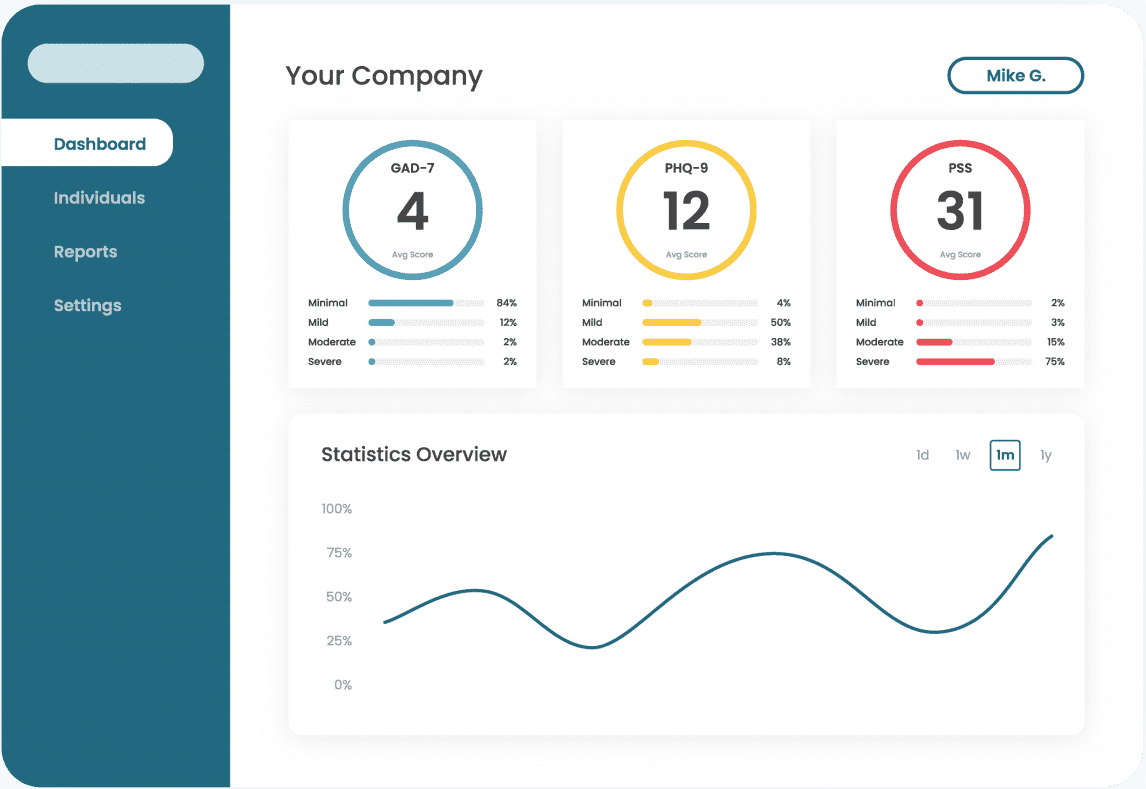 Your Company
Mike G.
Dashboard
Individuals
Reports
Settings
GAD-7
4
Avg Score
Minimal 84%
Mild 12%
Moderate 2%
Severe 2%
PHQ-9
12
Avg Score
Minimal 4%
Mild 50%
Moderate 38%
Severe 8%
PSS
31
Avg Score
Minimal 2%
Mild 3%
Moderate 15%
Severe 75%
Statistics Overview
1d 1w 1m 1y
100%
75%
50%
25%
0%